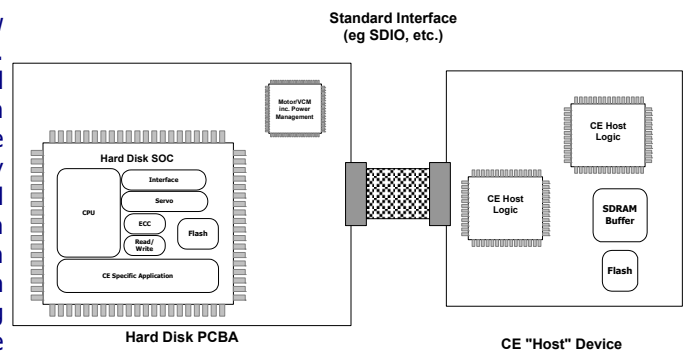 Standard Interface
(eg SDIO, etc.)
Motor/VCM
inc. Power
Management
Hard Disk SOC
Interface
CPU
Servo
ECC
Flash
Read/
Write
CE Specific Application
Hard Disk PCBA
CE Host
Logic
CE Host
Logic
SDRAM
Buffer
Flash
CE "Host" Device